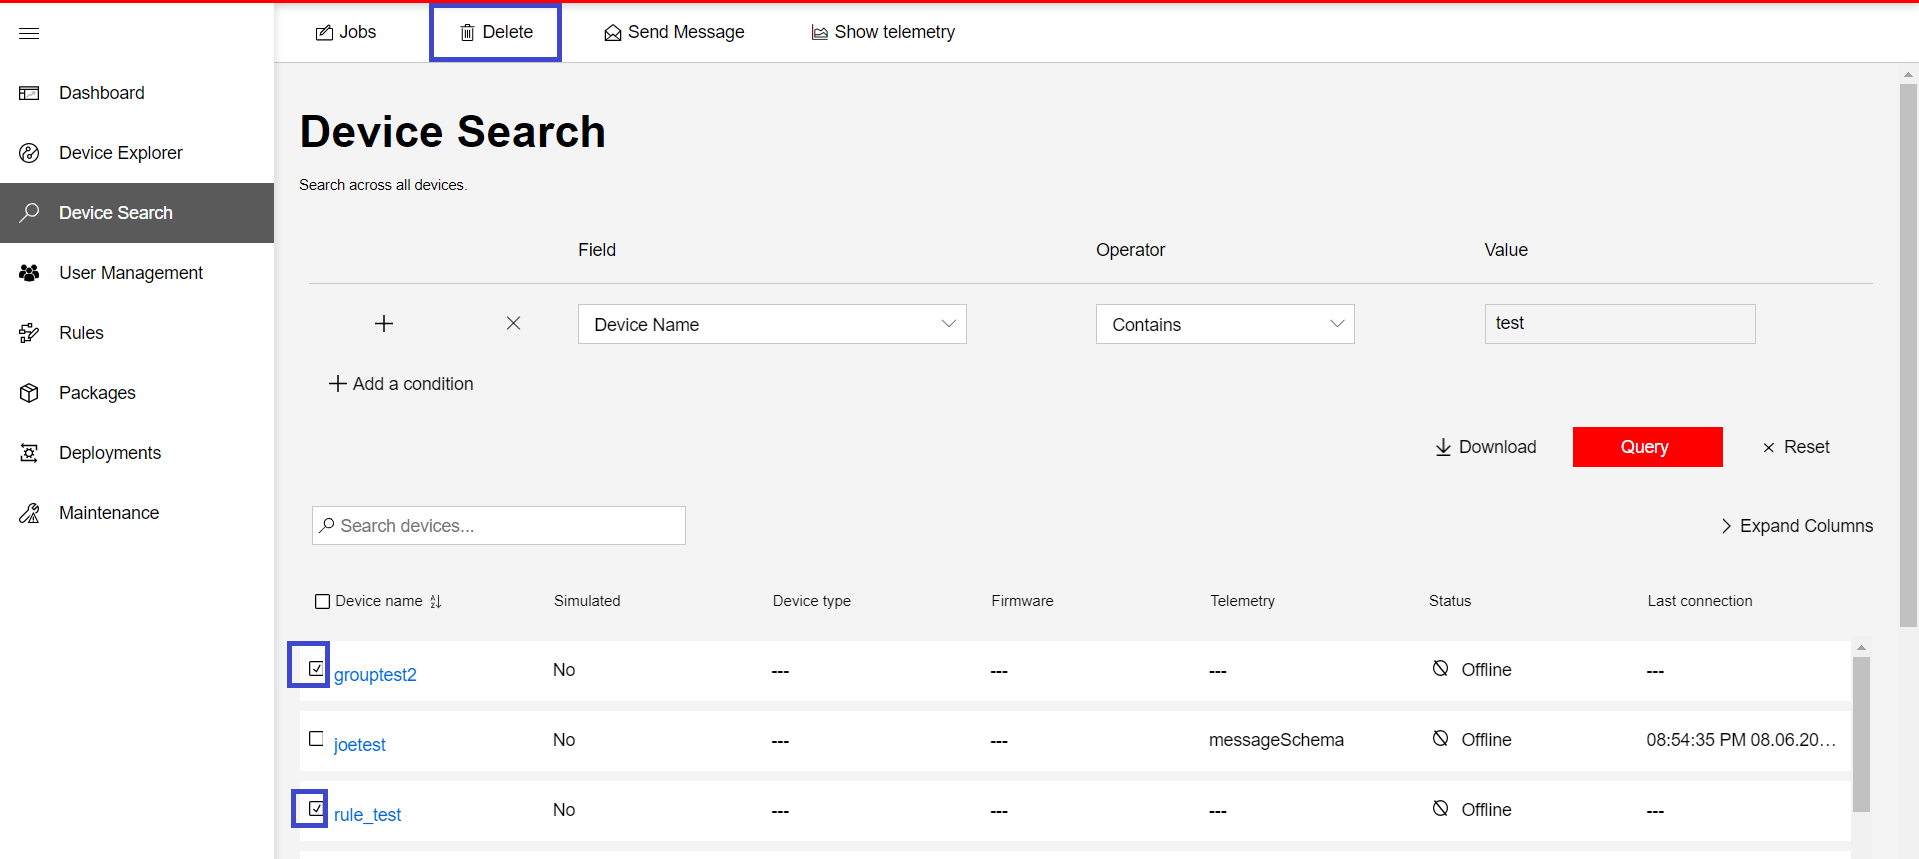 Jobs
Delete
Send Message
Show telemetry
Dashboard
Device Explorer
Device Search
User Management
Rules
Packages
Deployments
Maintenance
Device Search
Search across all devices.
Field Operator Value
Device Name Contains test
Add a condition
Download Query Reset
Search devices...
Expand Columns
Device name Simulated Device type Firmware Telemetry Status Last connection
grouptest2 No --- --- --- Offline ---
joetest No --- --- messageSchema Offline 08:54:35 PM 08.06.20...
rule_test No --- --- --- Offline ---